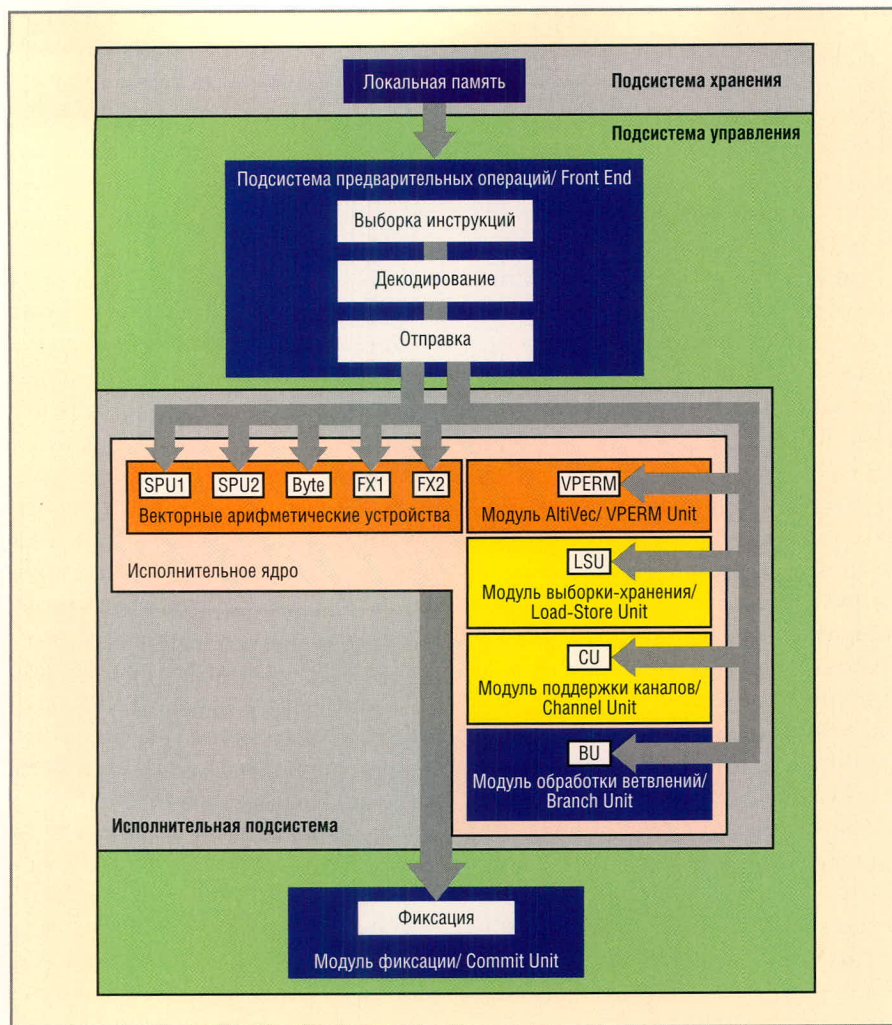 Локальная память
Подсистема хранения
Подсистема управления
Подсистема предварительных операций/ Front End
Выборка инструкций
Декодирование
Отправка
SPU1 SPU2 Byte FX1 FX2
Векторные арифметические устройства
VPERM
Модуль AltiVec/ VPERM Unit
Исполнительное ядро
LSU
Модуль выборки-хранения/
Load-Store Unit
CU
Модуль поддержки каналов/
Channel Unit
BU
Модуль обработки ветвлений/
Branch Unit
Исполнительная подсистема
Фиксация
Модуль фиксации/ Commit Unit